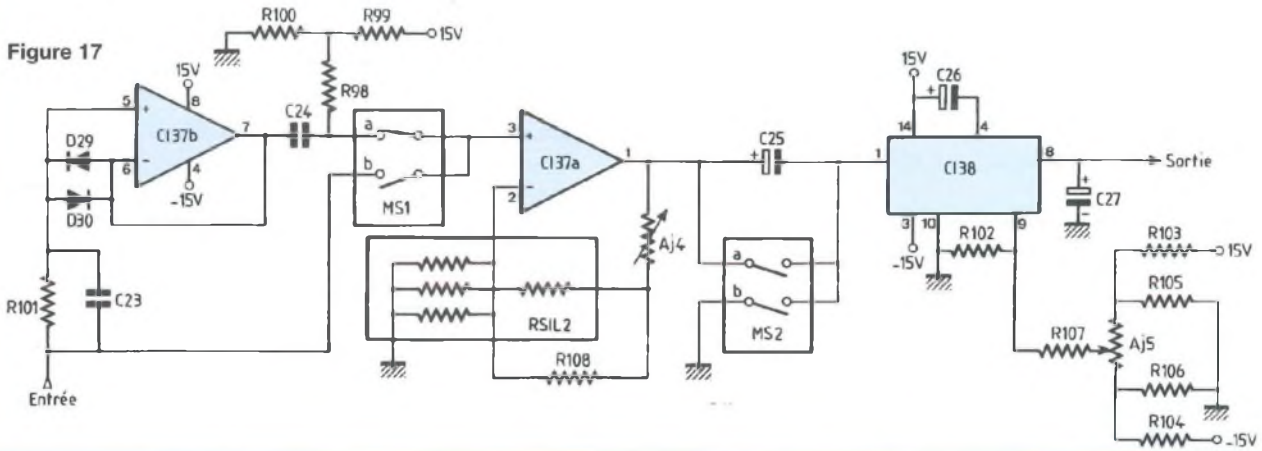 Figure 17
R100
R99
15V
R98
15V
8
5
+
CI37b
7
6
-
4
-15V
D29
D30
C24
a
b
MS1
R101
C23
Entrée
3
+
CI37a
1
2
-
Aj4
RSIL2
R108
+
C25
a
b
MS2
15V
+
C26
14
4
1
CI38
8
Sortie
+
C27
-
3
10
9
-15V
R102
R103
15V
R105
R107
Aj5
R106
R104
-15V